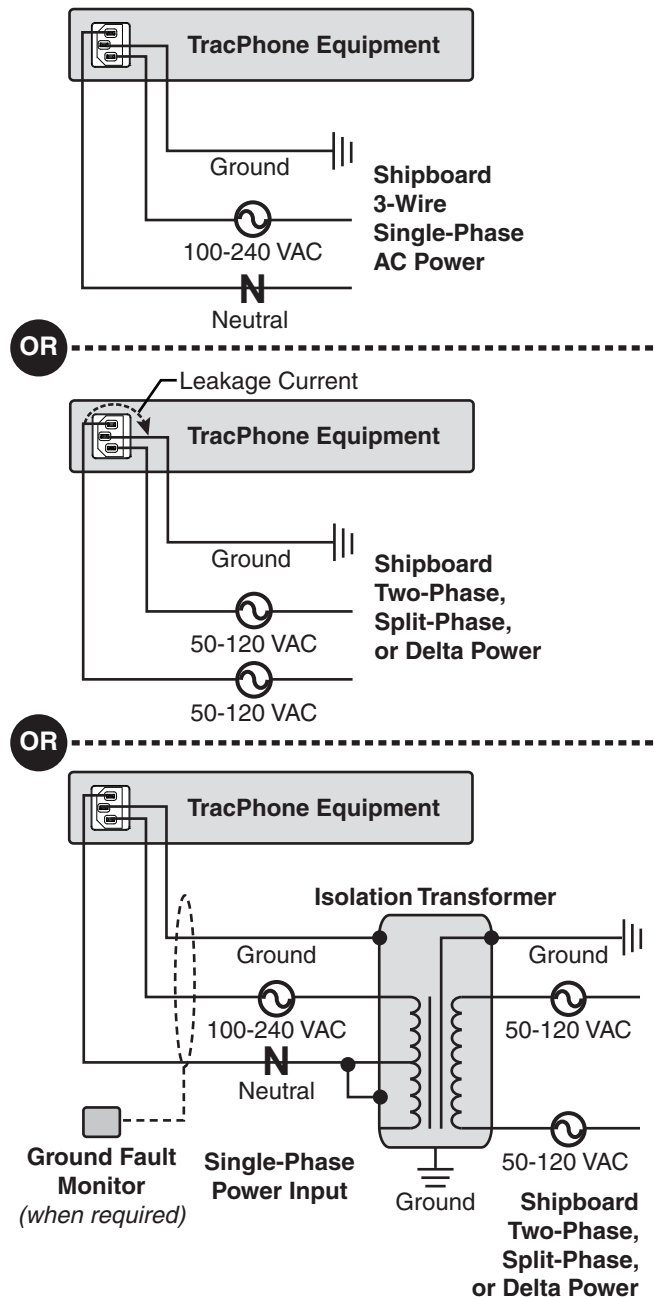 TracPhone Equipment
Ground
Shipboard
3-Wire
Single-Phase
AC Power
100-240 VAC
N
Neutral
OR
Leakage Current
TracPhone Equipment
Ground
Shipboard
Two-Phase,
Split-Phase,
or Delta Power
50-120 VAC
50-120 VAC
OR
TracPhone Equipment
Isolation Transformer
Ground
Ground
100-240 VAC
50-120 VAC
N
Neutral
Ground Fault
Monitor
(when required)
Single-Phase
Power Input
Ground
50-120 VAC
Shipboard
Two-Phase,
Split-Phase,
or Delta Power